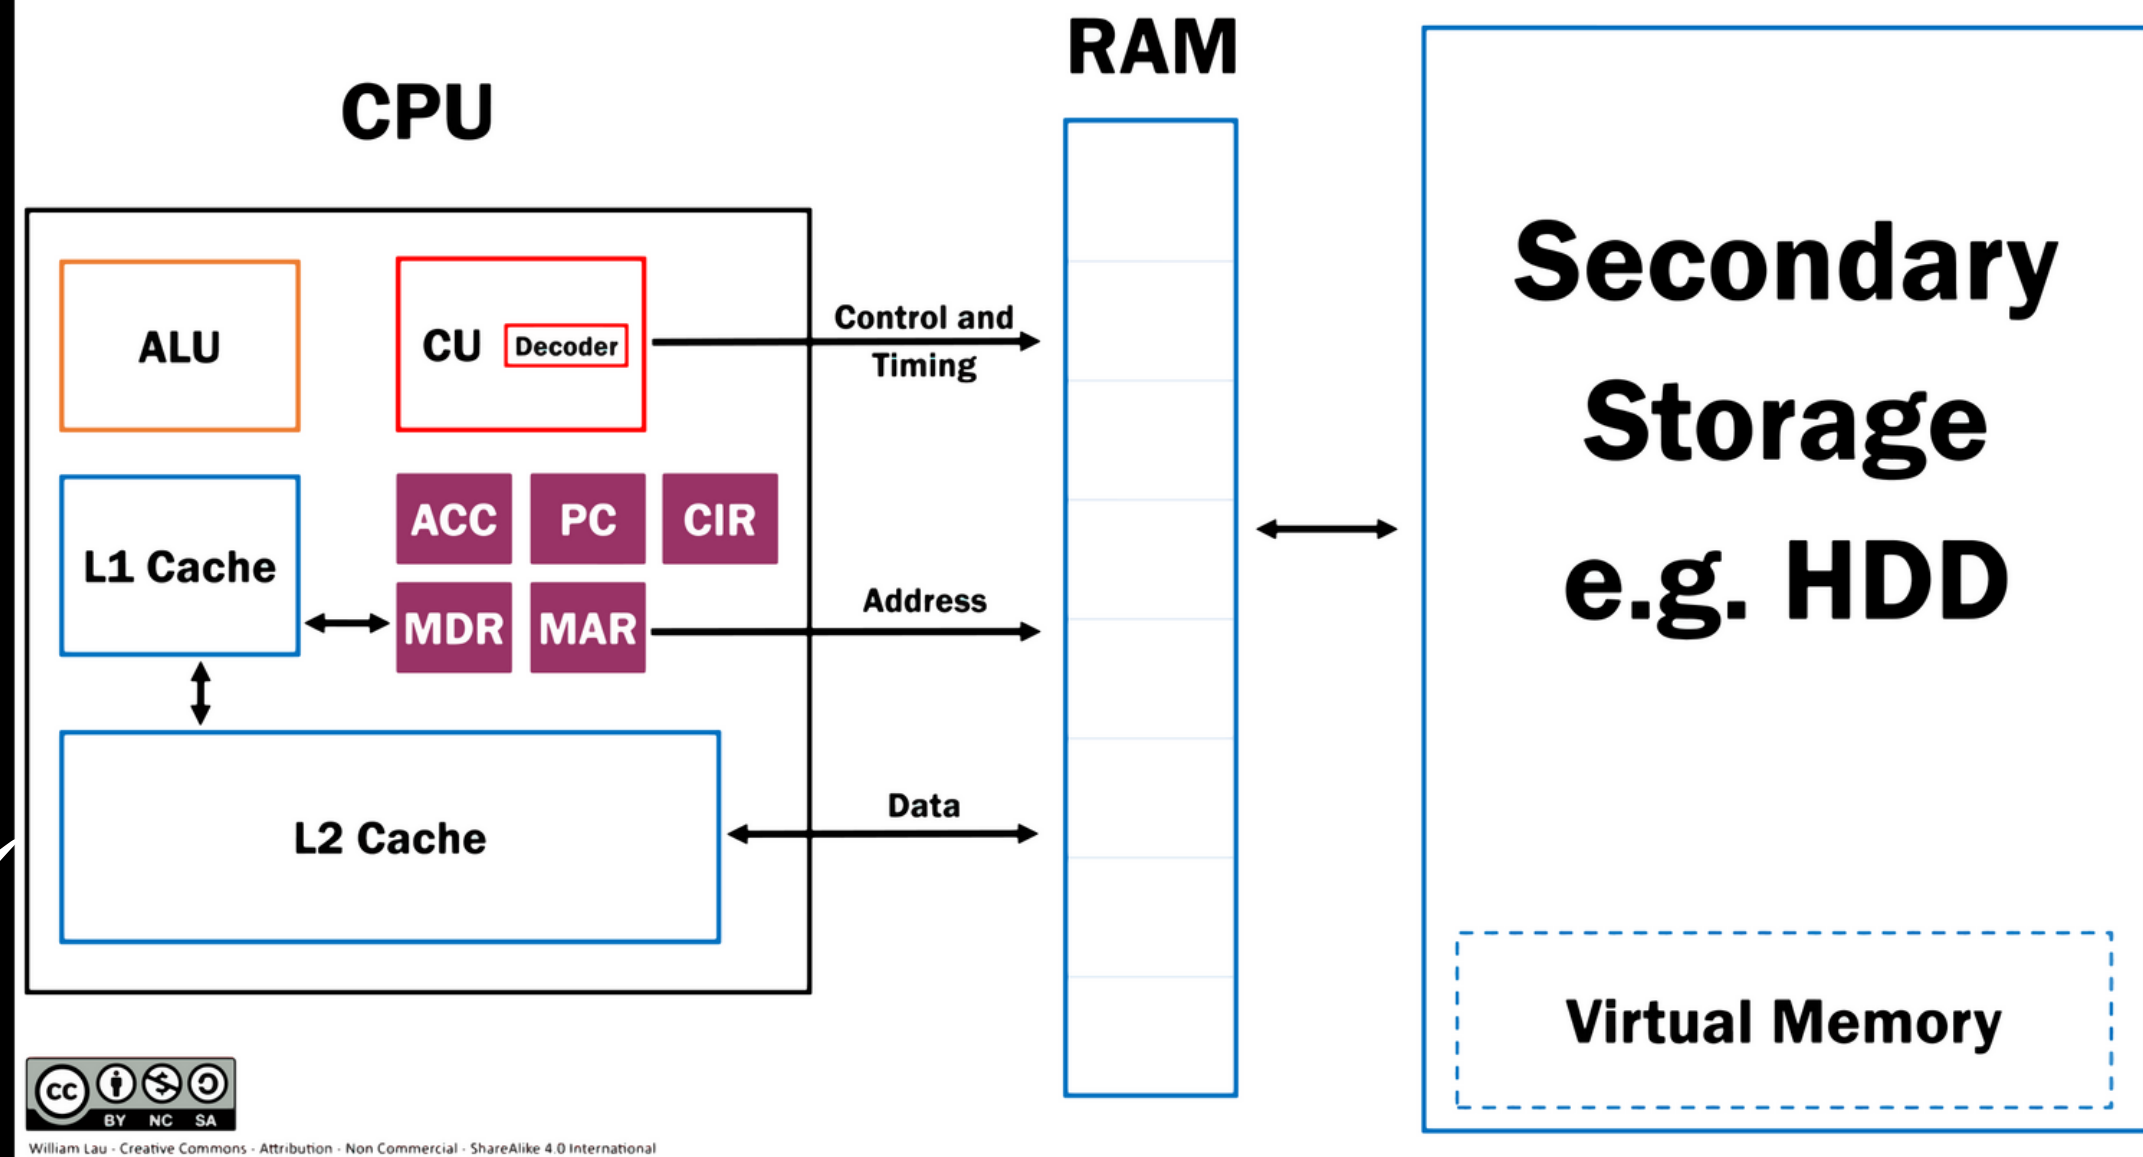 RAM
CPU
ALU
CU
Decoder
Control and
Timing
L1 Cache
ACC
PC
CIR
MDR
MAR
Address
L2 Cache
Data
Secondary
Storage
e.g. HDD
Virtual Memory
cc
BY NC SA
William Lau - Creative Commons - Attribution - Non Commercial - ShareAlike 4.0 International